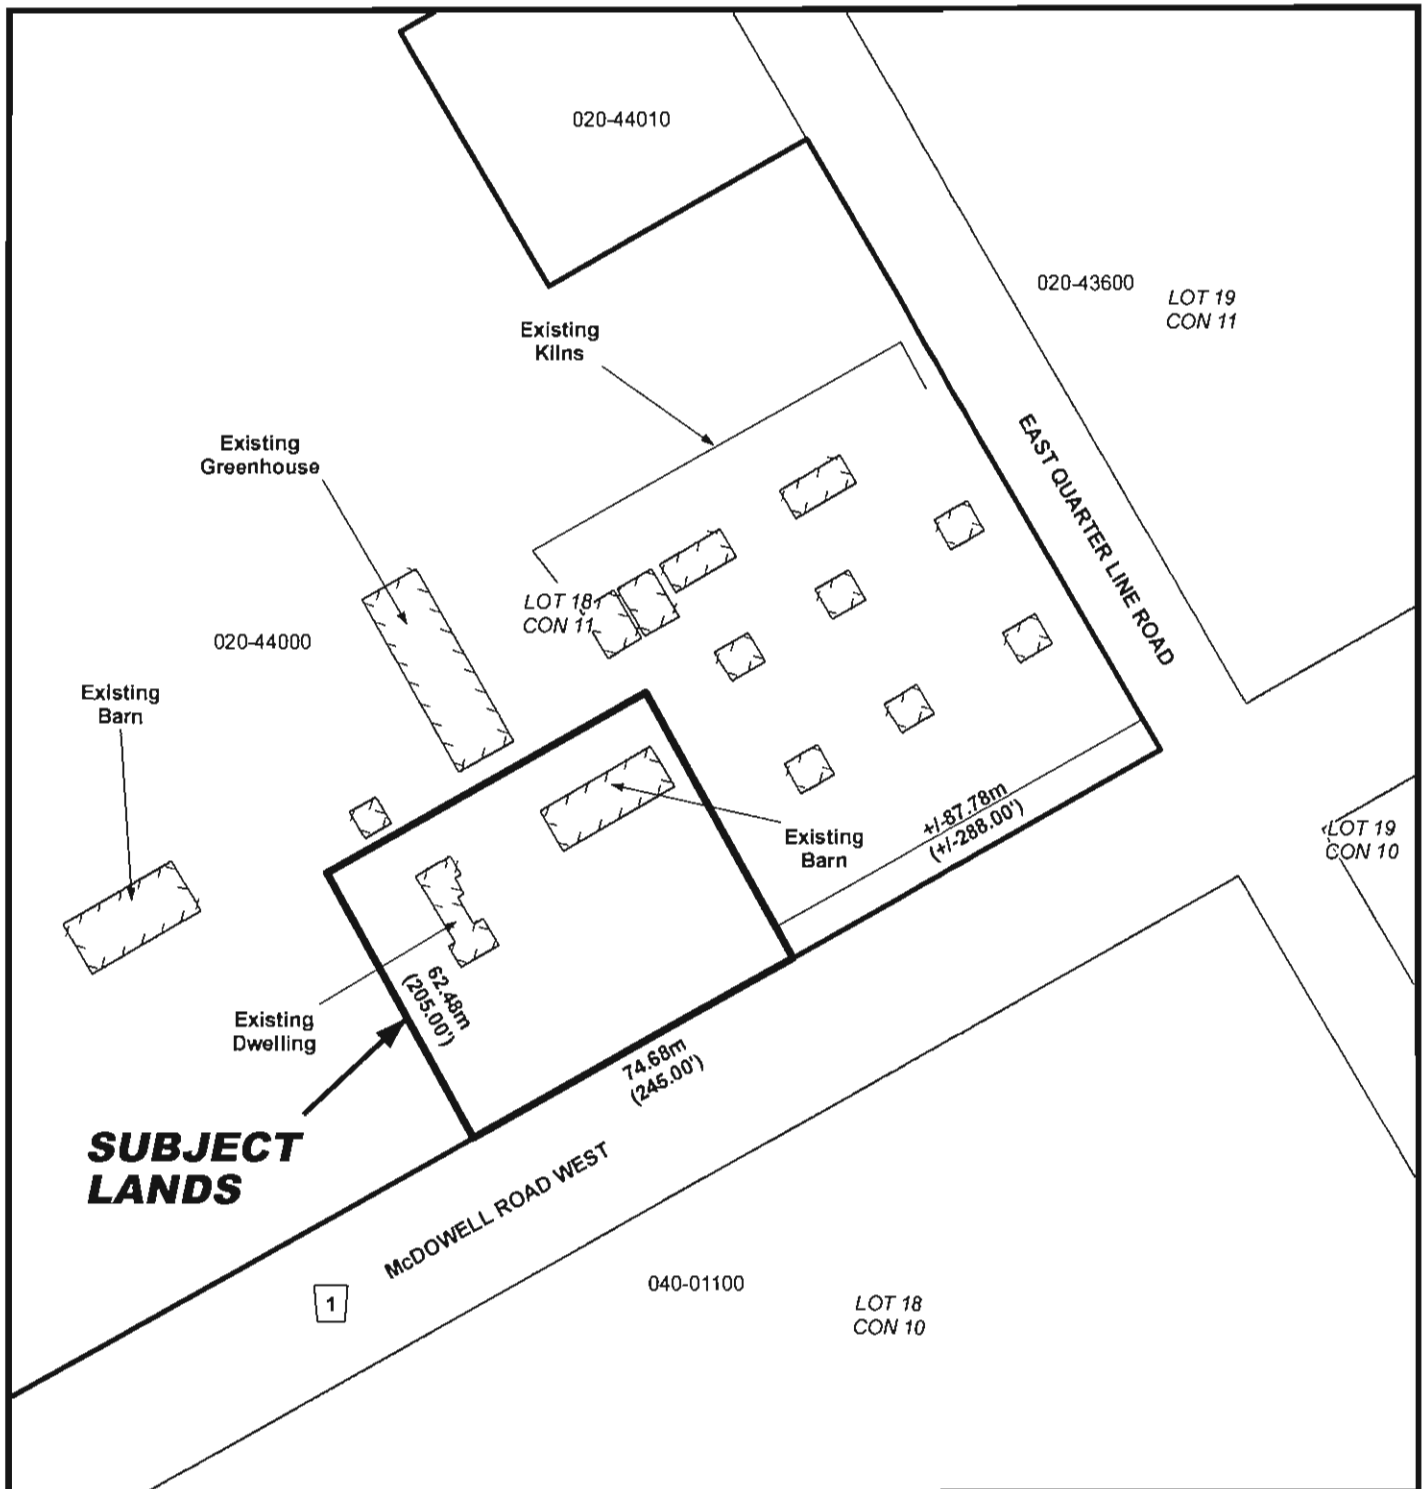 020-44010
020-43600
LOT 19
CON 11
Existing
Kilns
EAST QUARTER LINE ROAD
Existing
Greenhouse
LOT 18
CON 11
020-44000
Existing
Barn
Existing
Barn
+/-87.78m
(+/-288.00')
LOT 19
CON 10
62.48m
(205.00')
Existing
Dwelling
74.68m
(245.00')
SUBJECT
LANDS
McDOWELL ROAD WEST
1
040-01100
LOT 18
CON 10